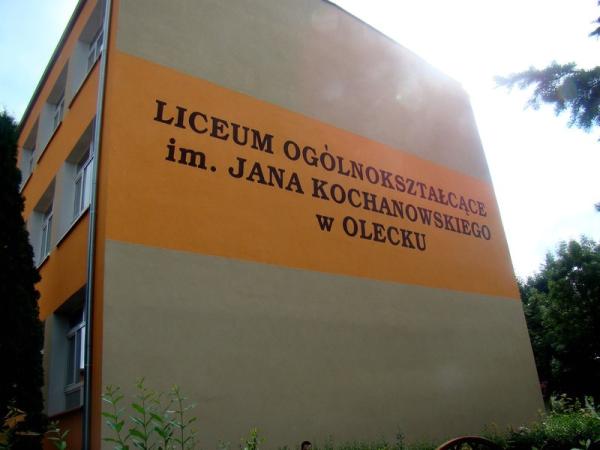 LICEUM OGÓLNOKSZTAŁCĄCE
im. JANA KOCHANOWSKIEGO
w OLECKU